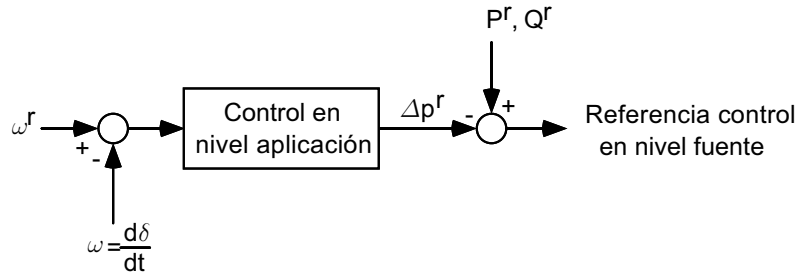 Pʳ, Qʳ
ωʳ
+
-
Control en
nivel aplicación
Δpʳ
-
+
Referencia control
en nivel fuente
ω = dδ
dt